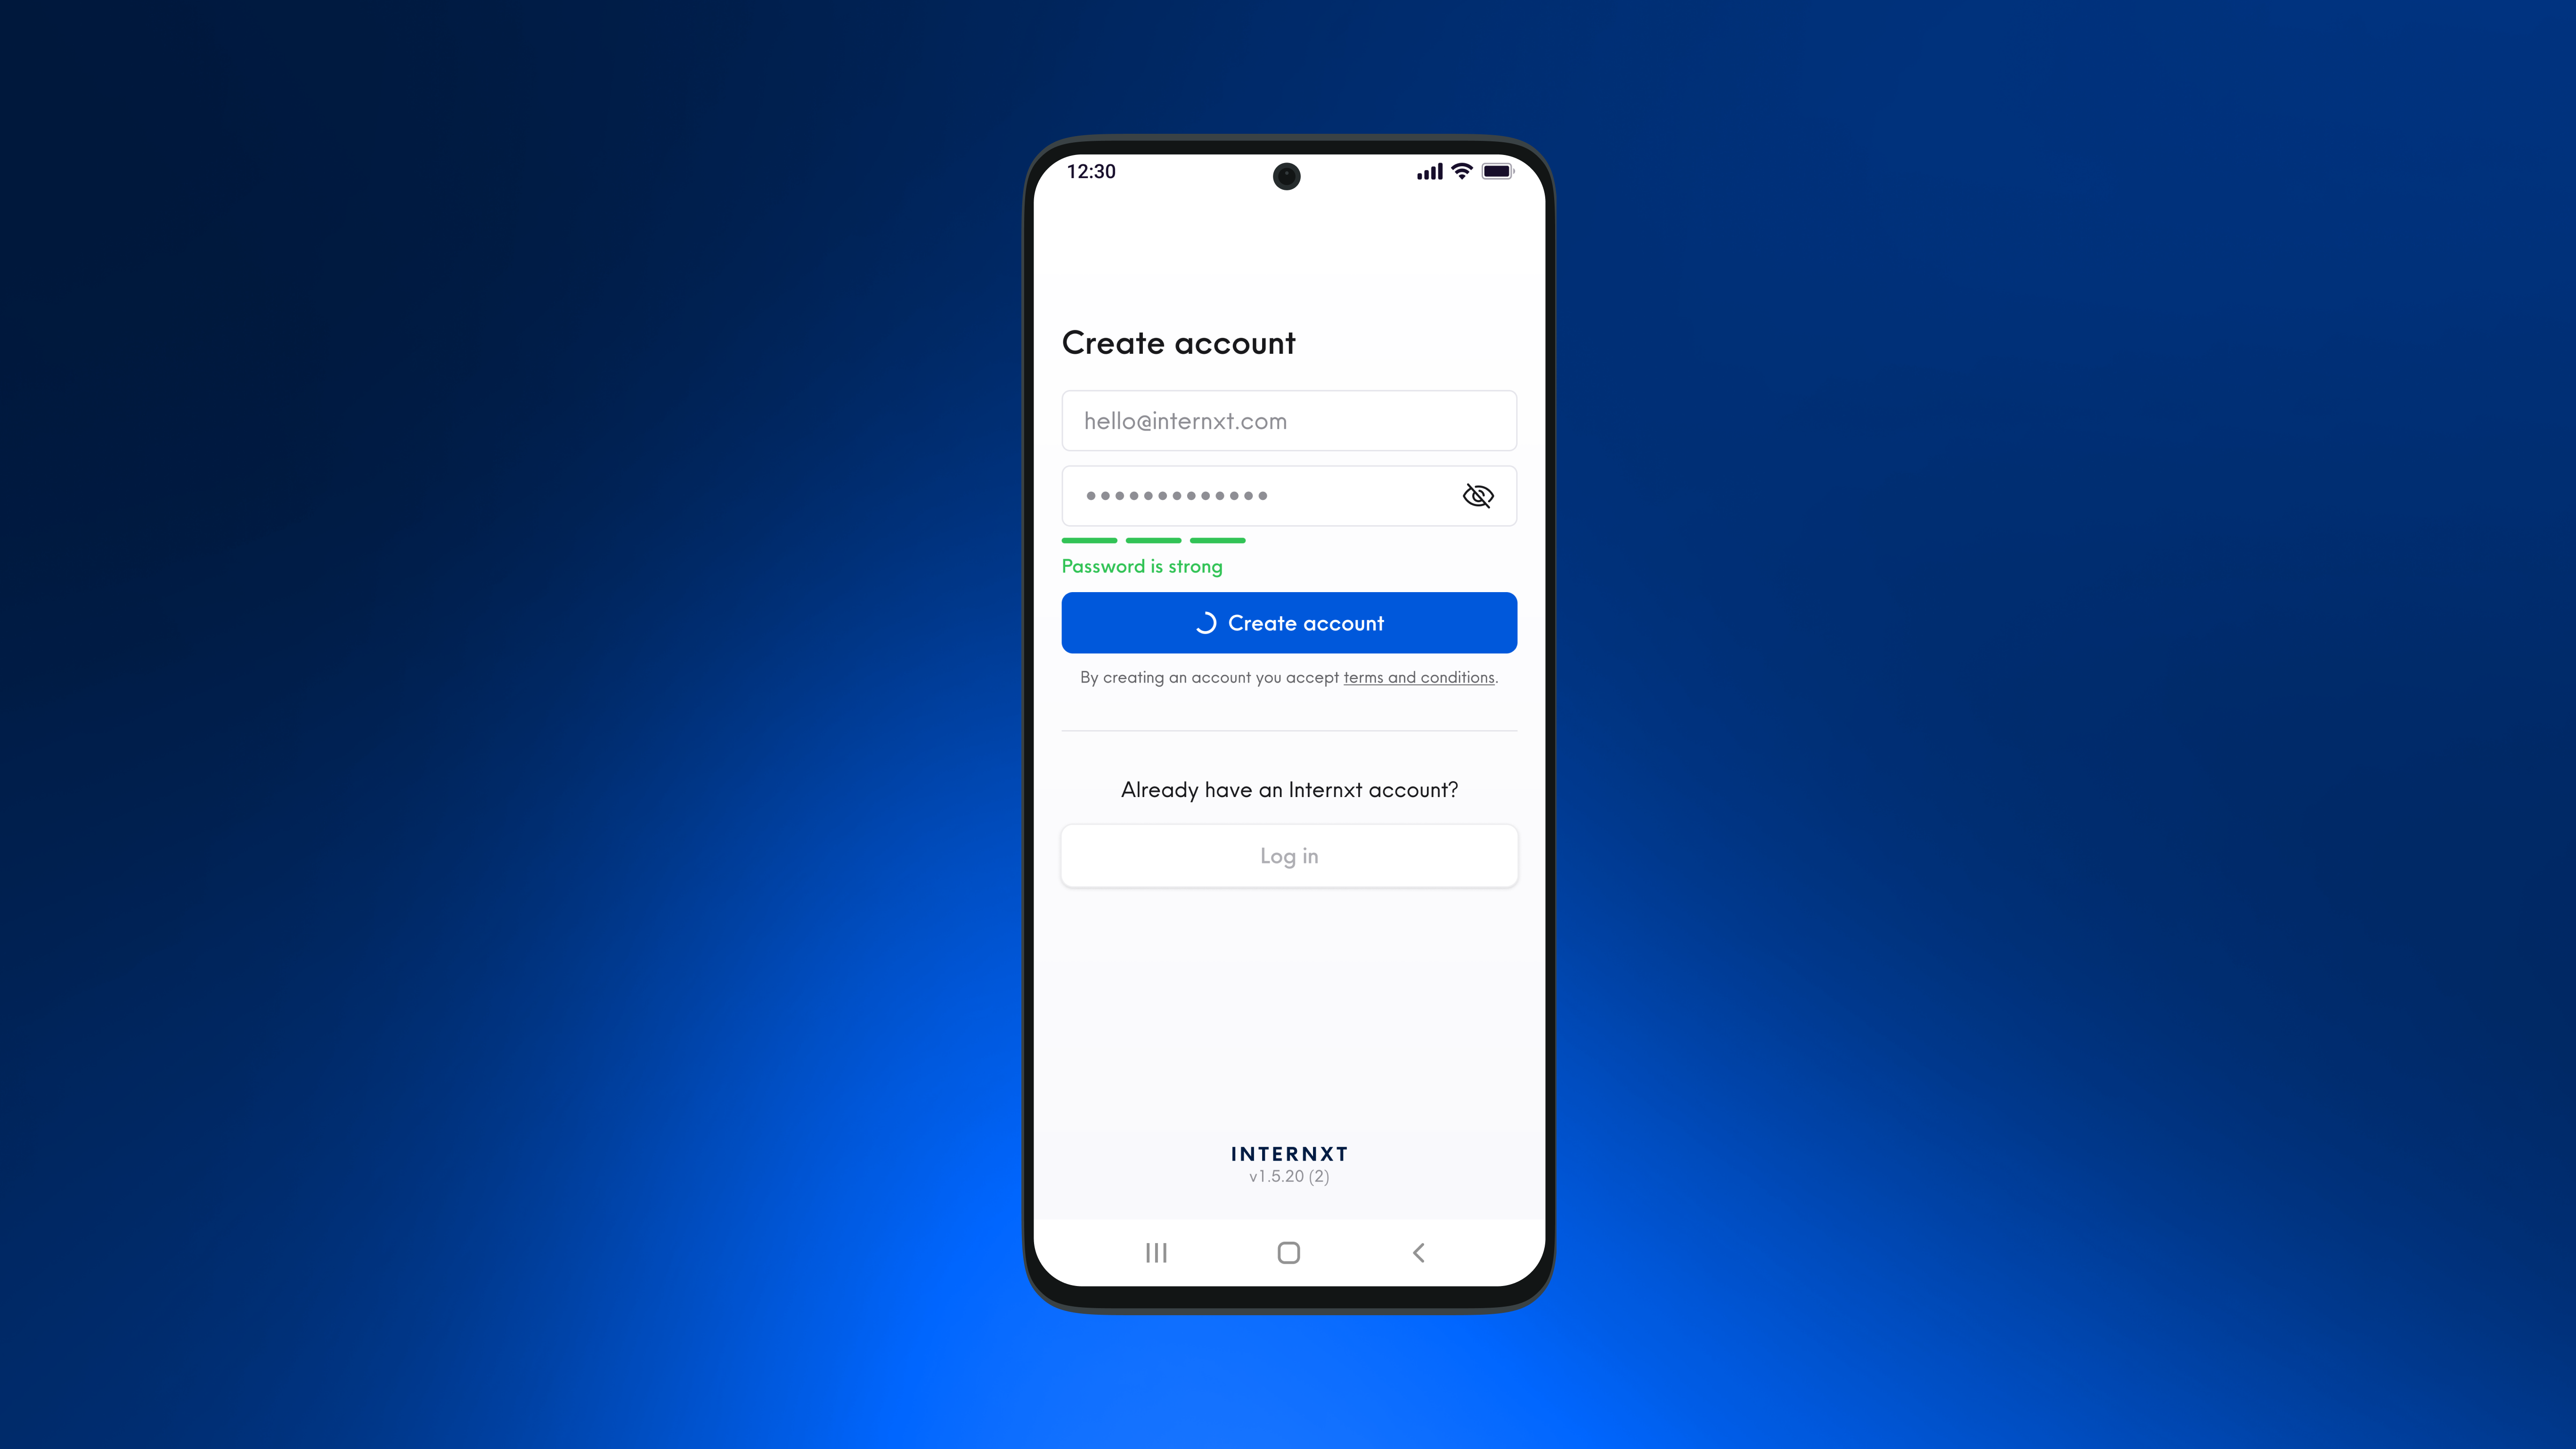 12:30
Create account
hello@internxt.com
Password is strong
Create account
By creating an account you accept terms and conditions.
Already have an Internxt account?
Log in
INTERNXT
v1.5.20 (2)